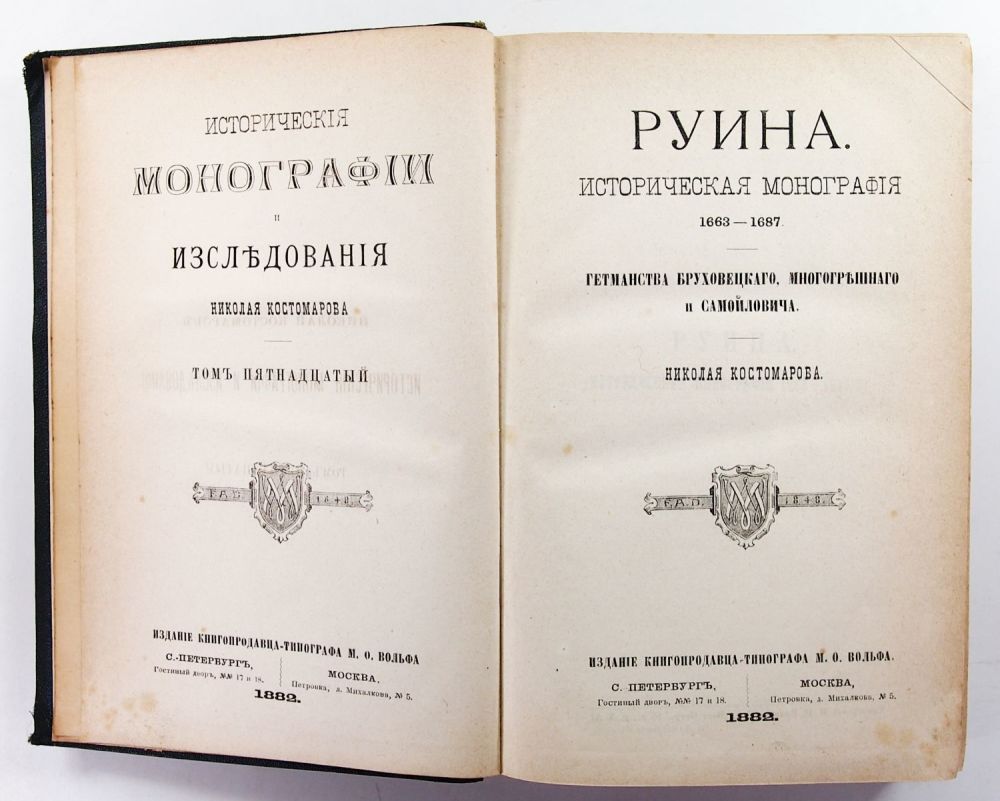 ИСТОРИЧЕСКІЯ
МОНОГРАФІИ
и
ИЗСЛѢДОВАНІЯ
НИКОЛАЯ КОСТОМАРОВА
ТОМЪ ПЯТНАДЦАТЫЙ
F.A.D. 1848.
ИЗДАНІЕ КНИГОПРОДАВЦА-ТИПОГРАФА М. О. ВОЛЬФА
С.-ПЕТЕРБУРГЪ,
Гостиный дворъ, №№ 17 и 18.
МОСКВА,
Петровка, д. Михалкова, № 5.
1882.
РУИНА.
ИСТОРИЧЕСКАЯ МОНОГРАФІЯ
1663—1687.
ГЕТМАНСТВА БРУХОВЕЦКАГО, МНОГОГРѢШНАГО
и САМОЙЛОВИЧА.
НИКОЛАЯ КОСТОМАРОВА.
F.A.D. 1848.
ИЗДАНІЕ КНИГОПРОДАВЦА-ТИПОГРАФА М. О. ВОЛЬФА.
С. ПЕТЕРБУРГЪ,
Гостиный дворъ, №№ 17 и 18.
МОСКВА,
Петровка, д. Михалкова, № 5.
1882.